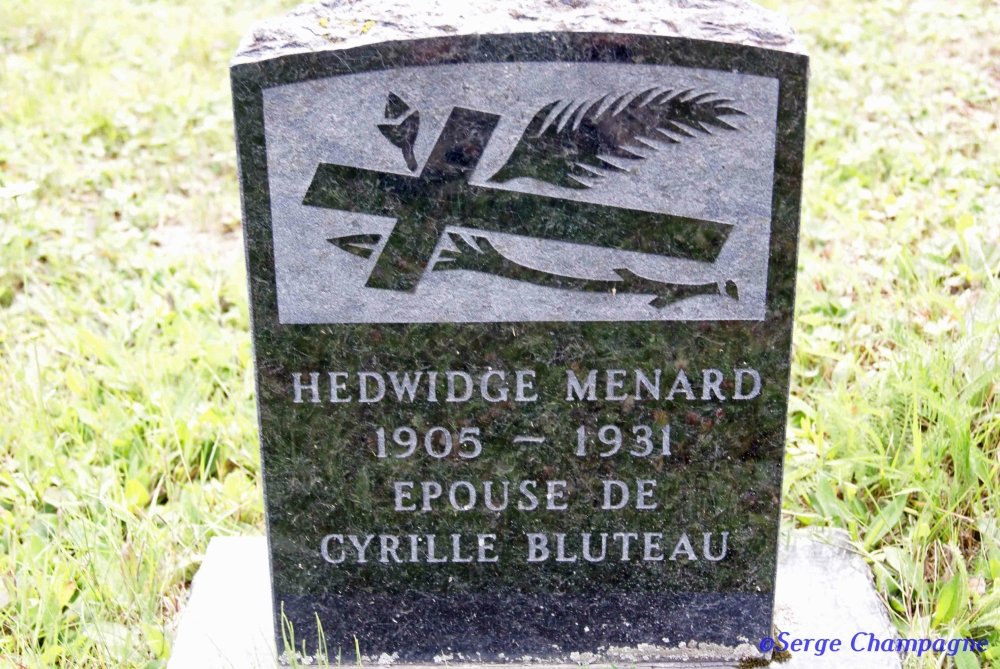 HEDWIDGE MENARD
1905 - 1931
EPOUSE DE
CYRILLE BLUTEAU
©Serge Champagne